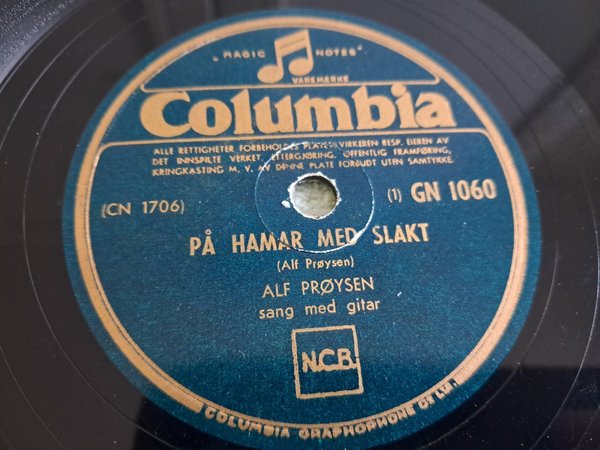 „MAGIC NOTES"
VAREMERKE
Columbia
ALLE RETTIGHETER FORBEHOLDES PLATETILVIRKEREN RESP. EIEREN AV
DET INNSPILTE VERKET. ETTERGJØRING, OFFENTLIG FRAMFØRING,
KRINGKASTING M. V. AV DENNE PLATE FORBUDT UTEN SAMTYKKE.
(CN 1706)
(1) GN 1060
PÅ HAMAR MED SLAKT
(Alf Prøysen)
ALF PRØYSEN
sang med gitar
N.C.B.
COLUMBIA GRAPHOPHONE Co LTD.